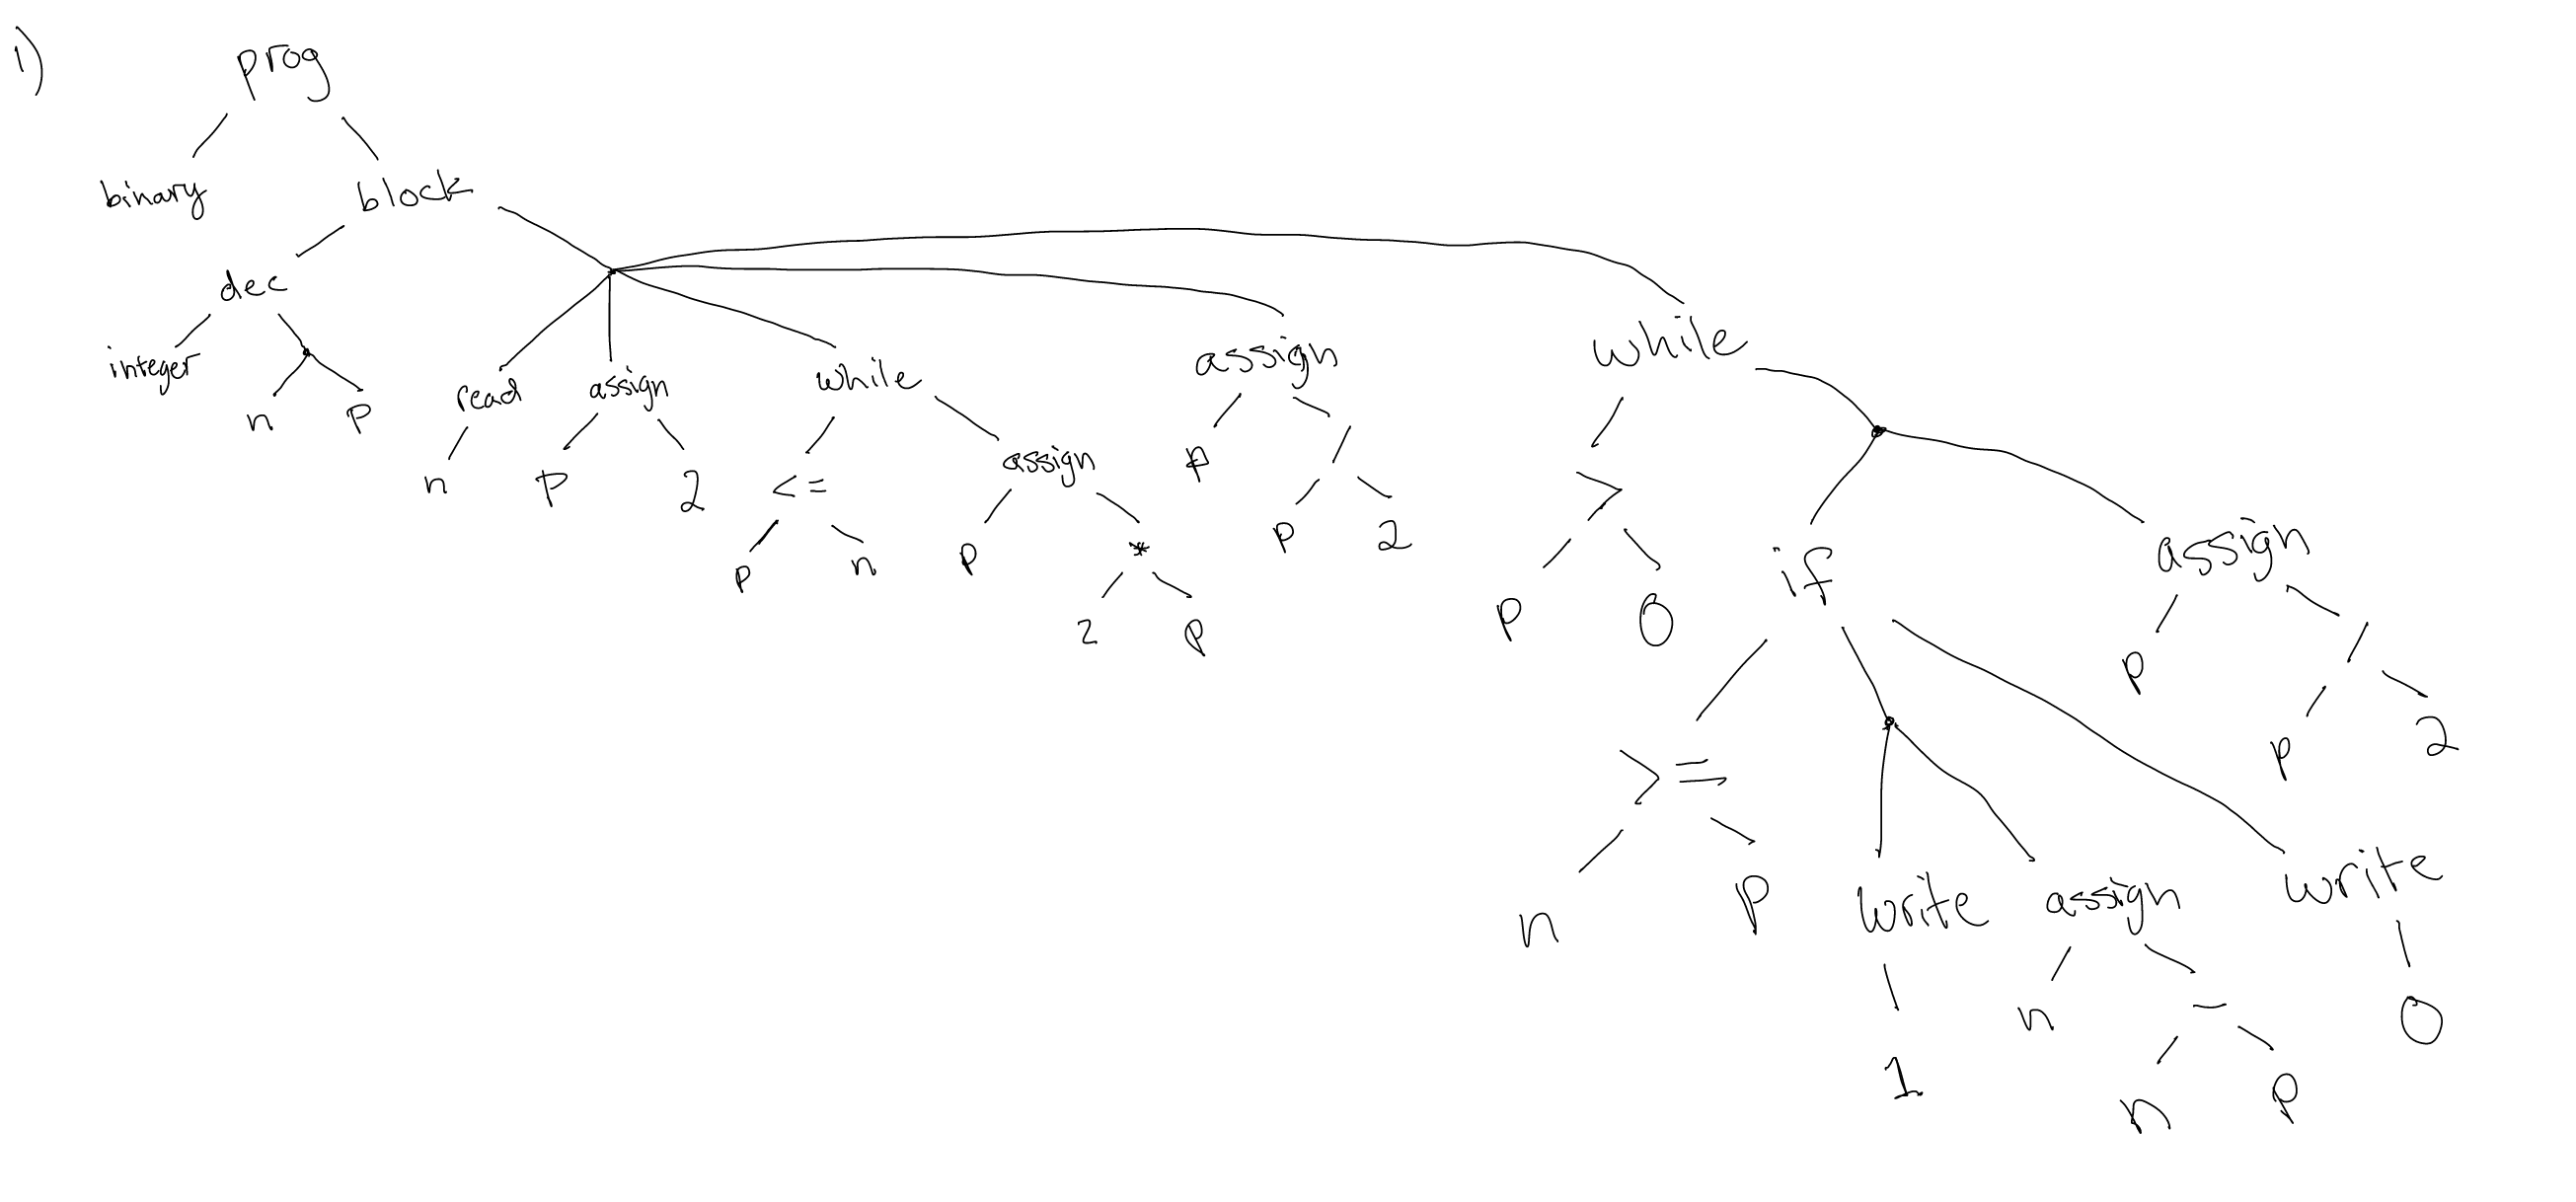 1)
prog
binary block
dec
integer
n p
read assign while assign while
n p 2 <= assign p / > if assign
p n p * p 2 p 0 p /
2 p p 2
>= write
n p write assign 0
1 n -
n p